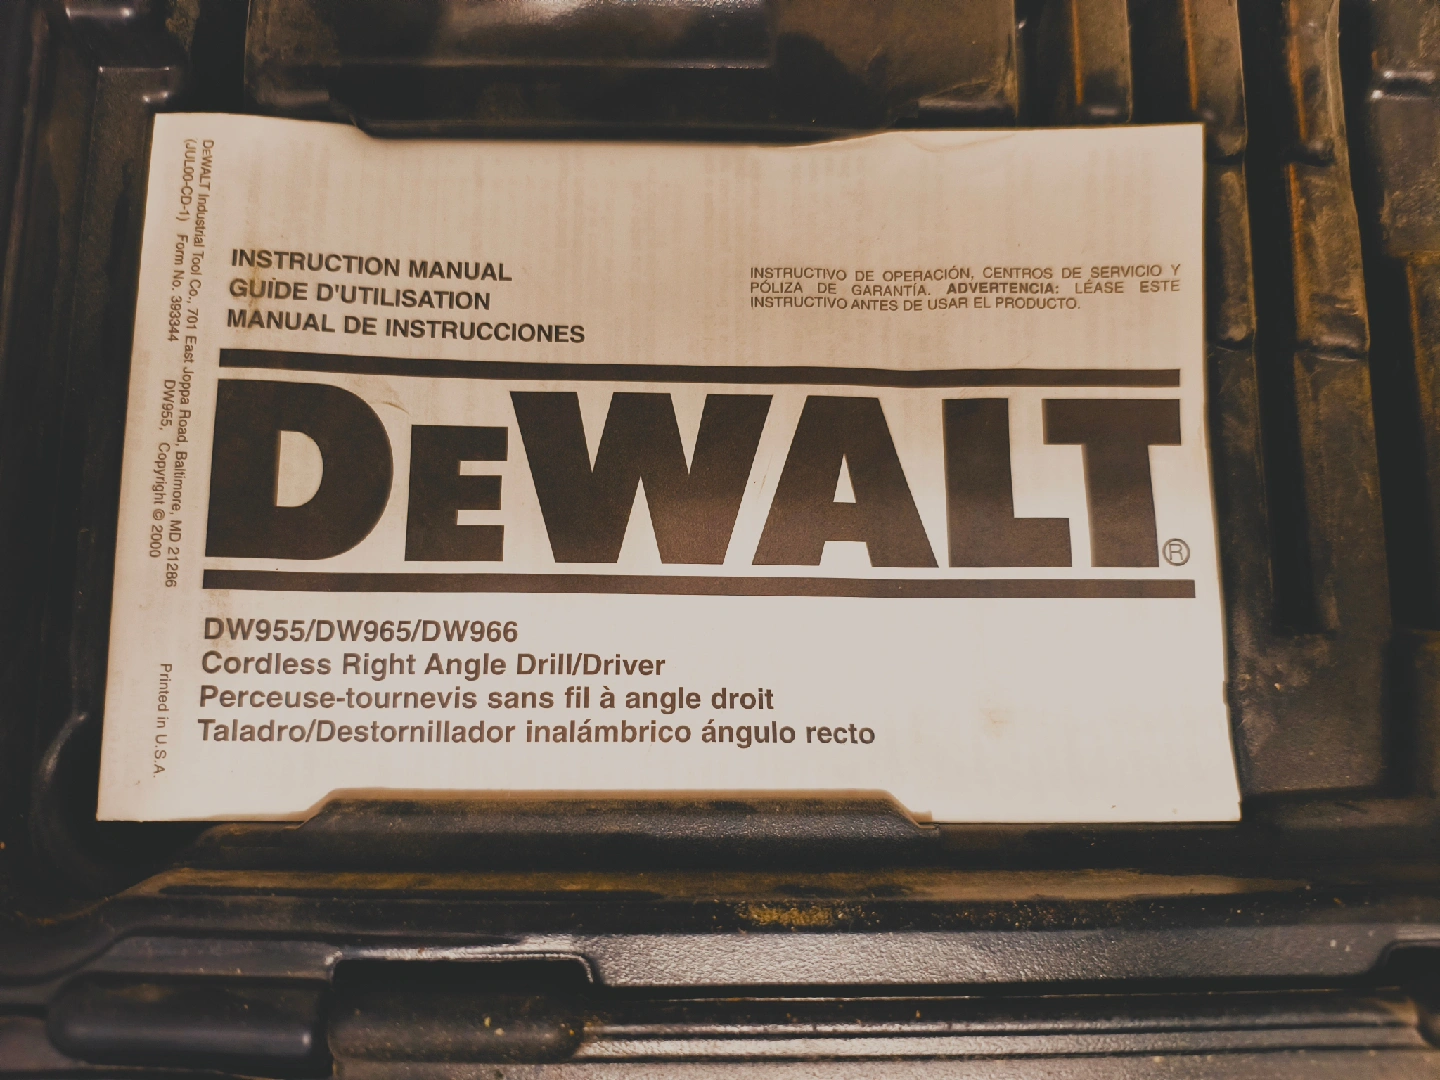 DEWALT Industrial Tool Co., 701 East Joppa Road, Baltimore, MD 21286
(JUL00-CD-1) Form No. 393344 DW955, Copyright © 2000
Printed in U.S.A.
INSTRUCTION MANUAL
GUIDE D'UTILISATION
MANUAL DE INSTRUCCIONES
INSTRUCTIVO DE OPERACIÓN, CENTROS DE SERVICIO Y
PÓLIZA DE GARANTÍA. ADVERTENCIA: LÉASE ESTE
INSTRUCTIVO ANTES DE USAR EL PRODUCTO.
DEWALT®
DW955/DW965/DW966
Cordless Right Angle Drill/Driver
Perceuse-tournevis sans fil à angle droit
Taladro/Destornillador inalámbrico ángulo recto